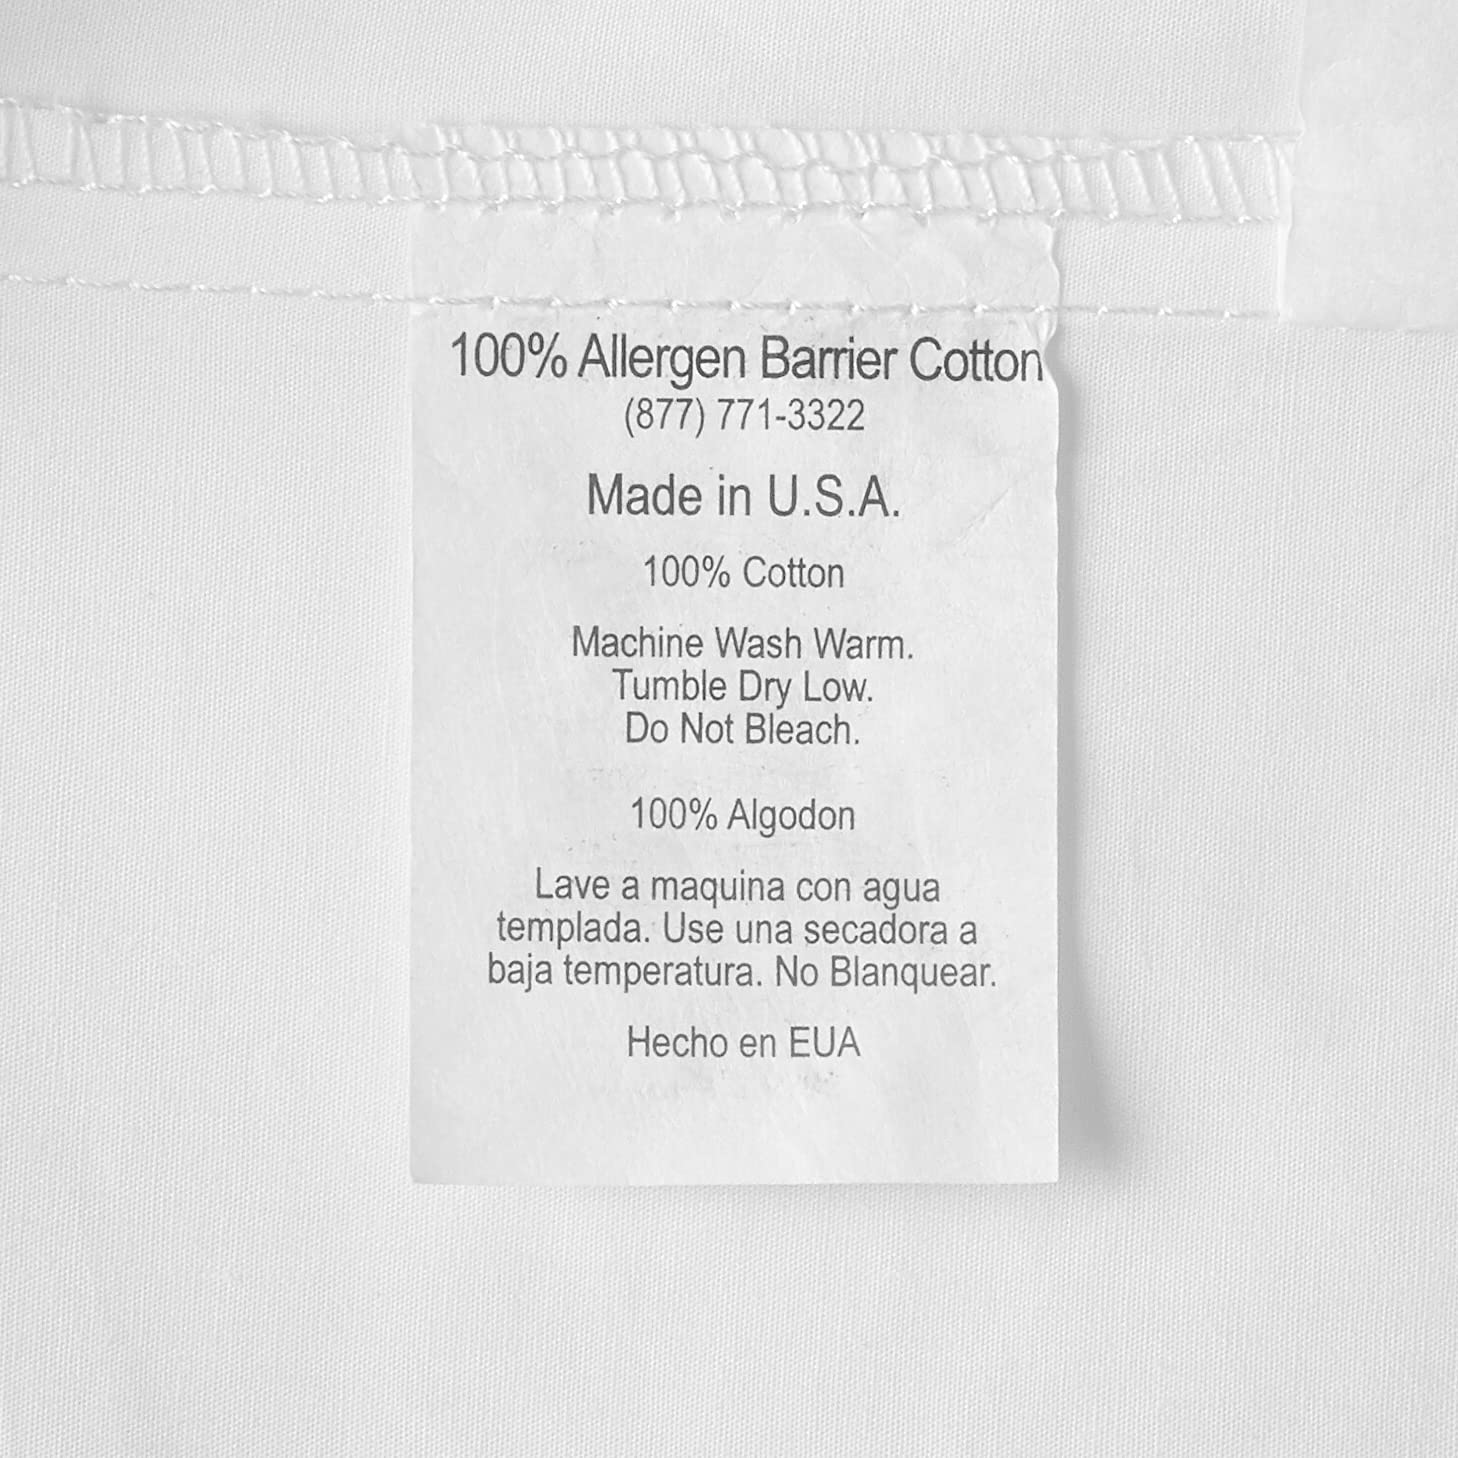 100% Allergen Barrier Cotton
(877) 771-3322
Made in U.S.A.
100% Cotton
Machine Wash Warm.
Tumble Dry Low.
Do Not Bleach.
100% Algodon
Lave a maquina con agua
templada. Use una secadora a
baja temperatura. No Blanquear.
Hecho en EUA